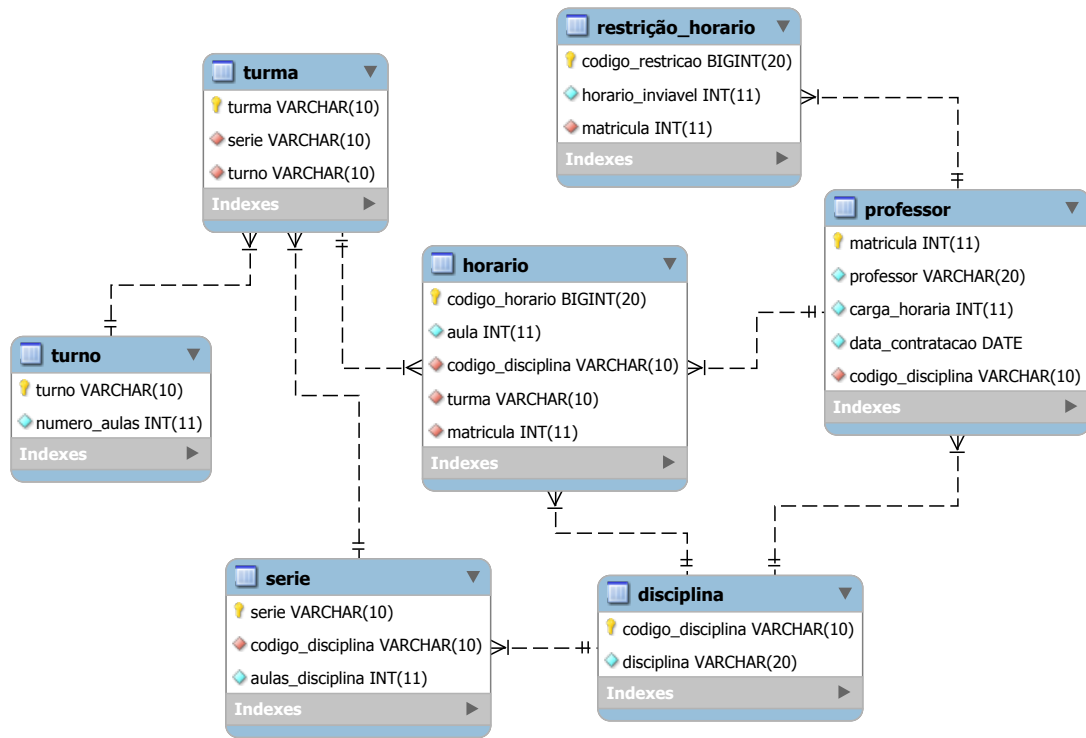 restrição_horario
codigo_restricao BIGINT(20)
horario_inviavel INT(11)
matricula INT(11)
Indexes
turma
turma VARCHAR(10)
serie VARCHAR(10)
turno VARCHAR(10)
Indexes
professor
matricula INT(11)
professor VARCHAR(20)
carga_horaria INT(11)
data_contratacao DATE
codigo_disciplina VARCHAR(10)
Indexes
horario
codigo_horario BIGINT(20)
aula INT(11)
codigo_disciplina VARCHAR(10)
turma VARCHAR(10)
matricula INT(11)
Indexes
turno
turno VARCHAR(10)
numero_aulas INT(11)
Indexes
serie
serie VARCHAR(10)
codigo_disciplina VARCHAR(10)
aulas_disciplina INT(11)
Indexes
disciplina
codigo_disciplina VARCHAR(10)
disciplina VARCHAR(20)
Indexes